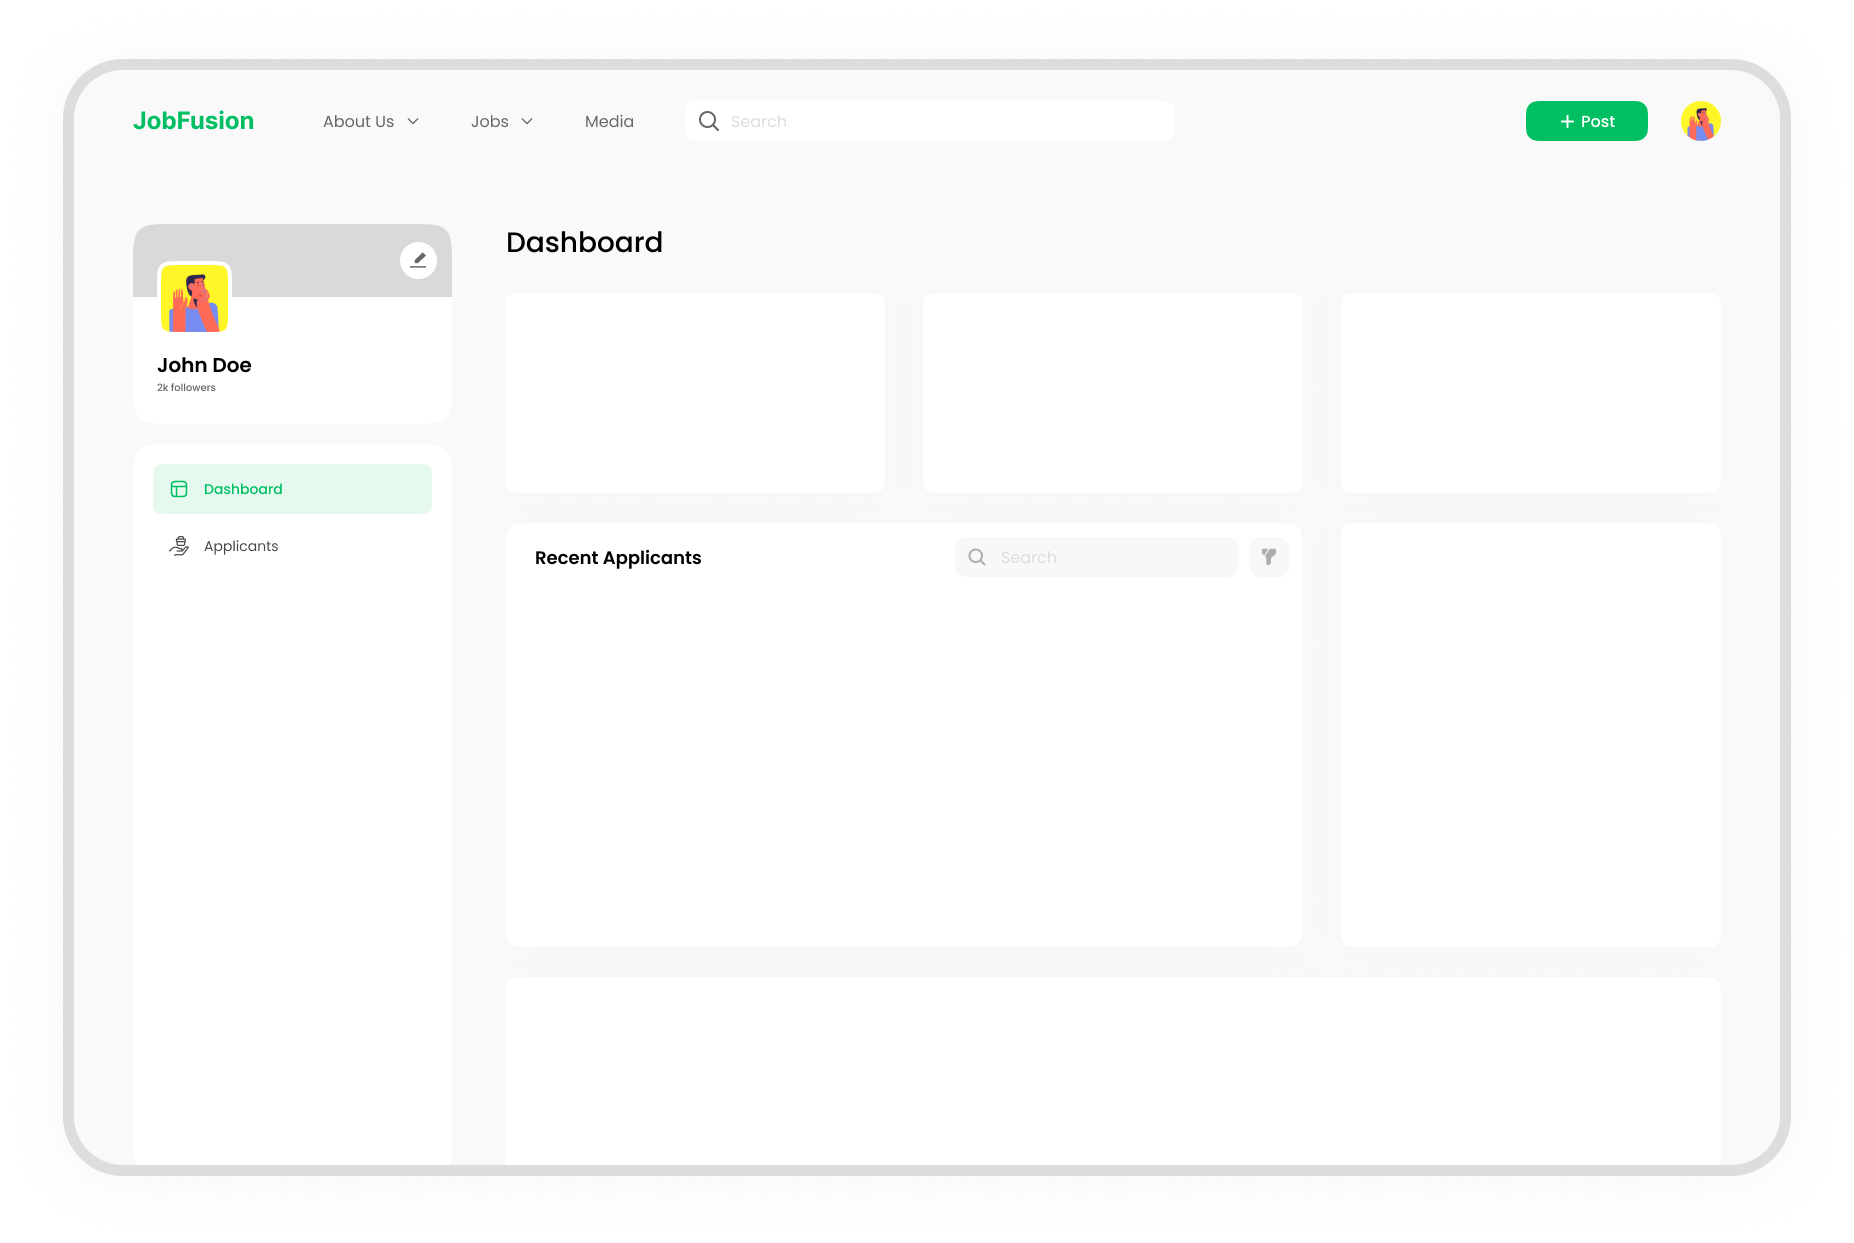 JobFusion
About Us
Jobs
Media
Search
Post
John Doe
2k followers
Dashboard
Applicants
Dashboard
Recent Applicants
Search